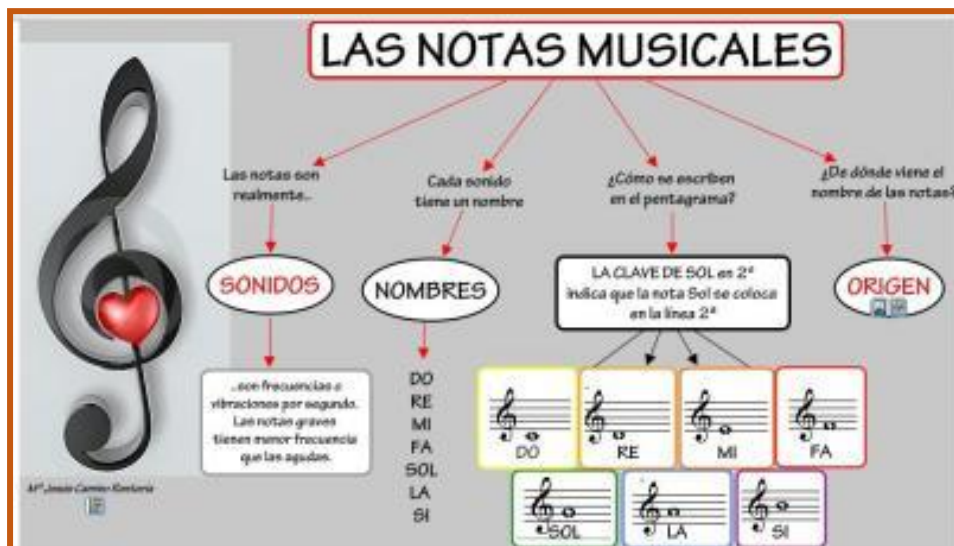 LAS NOTAS MUSICALES
Las notas son
realmente...
Cada sonido
tiene un nombre
¿Cómo se escriben
en el pentagrama?
¿De dónde viene el
nombre de las notas?
SONIDOS
NOMBRES
LA CLAVE DE SOL en 2ª
indica que la nota Sol se coloca
en la línea 2ª
ORIGEN
...son frecuencias o
vibraciones por segundo.
Las notas graves
tienen menor frecuencia
que las agudas.
DO
RE
MI
FA
SOL
LA
SI
DO
RE
MI
FA
SOL
LA
SI
Mª Jesús Camino